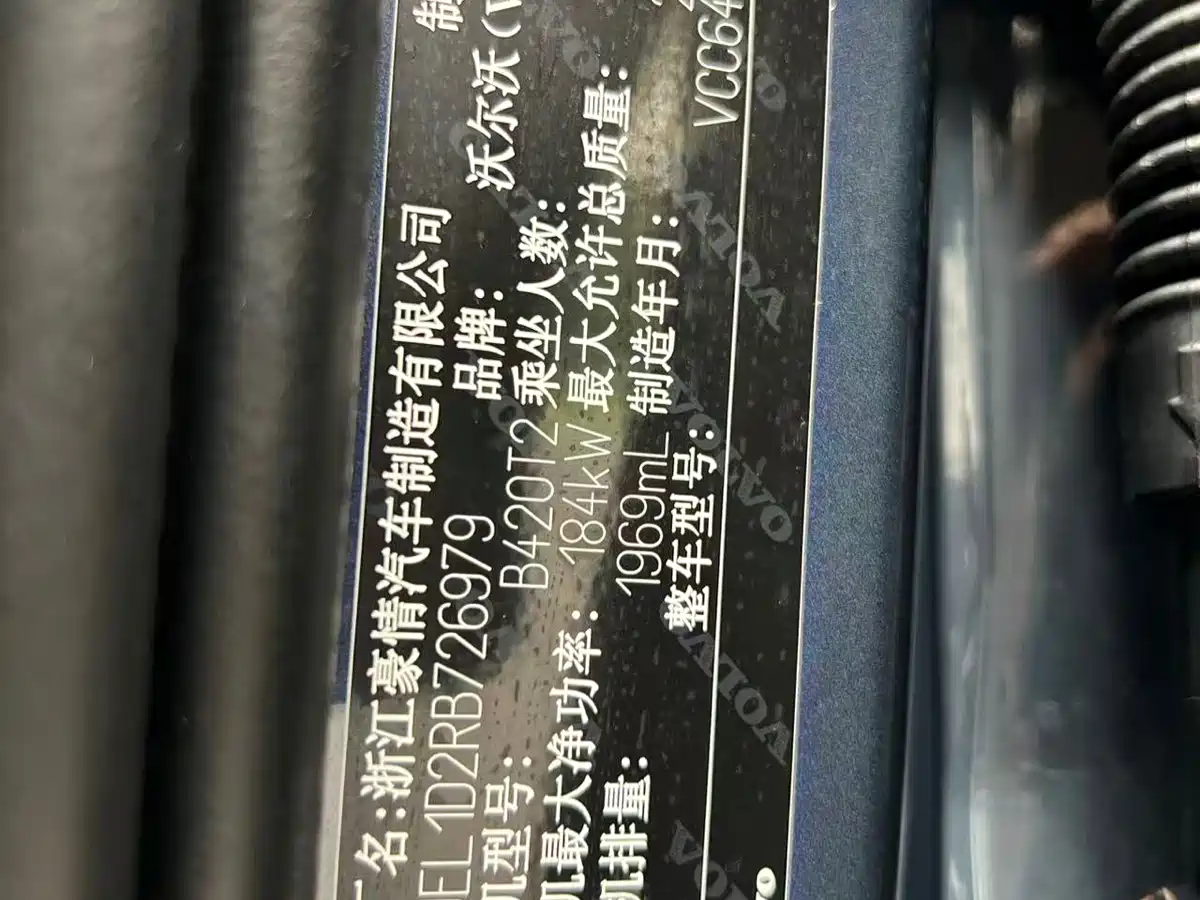 名:浙江豪情汽车制造有限公司 制
EL1D2RB726979 品牌: 沃尔沃(V
机型号: B420T2 乘坐人数:
机最大净功率: 184kW 最大允许总质量:
机排量: 1969mL 制造年月:
整车型号: VCC64